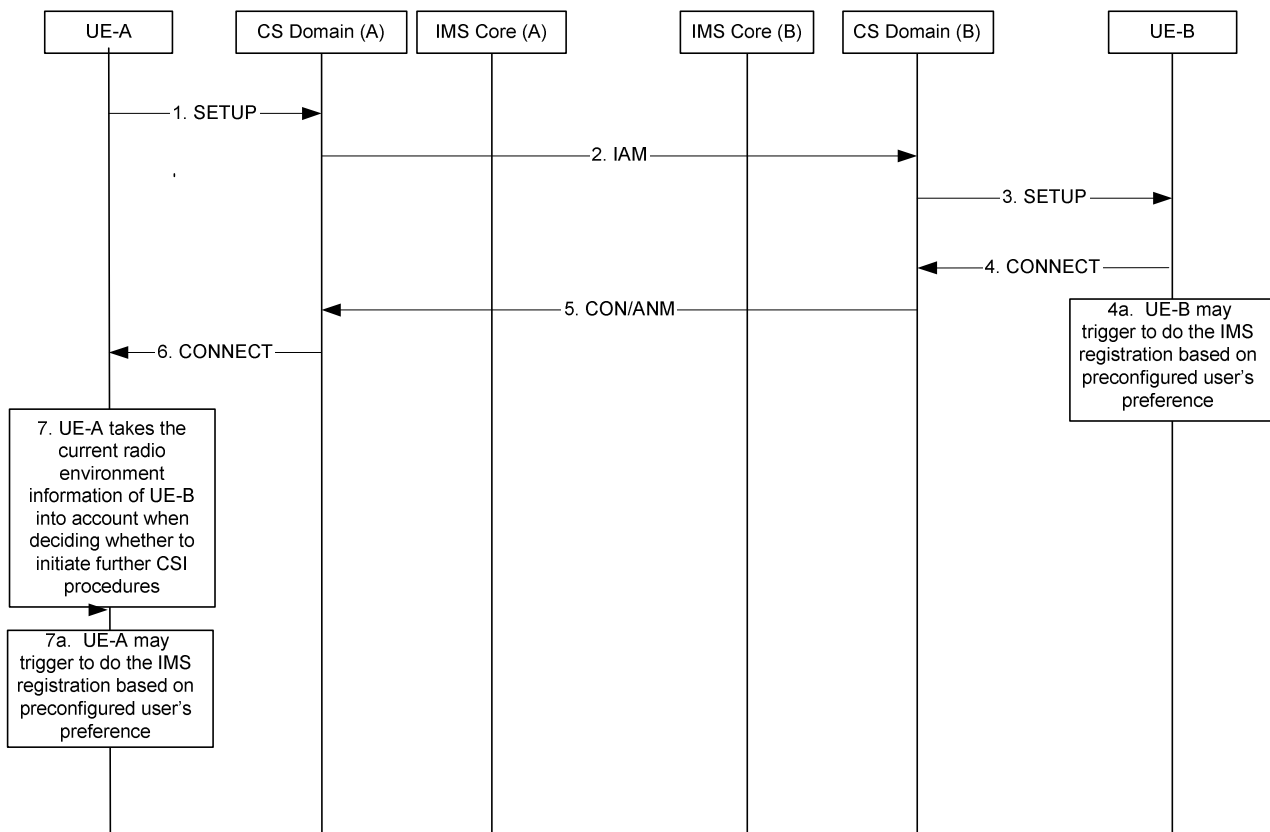 UE-A
CS Domain (A)
IMS Core (A)
IMS Core (B)
CS Domain (B)
UE-B
1. SETUP
2. IAM
3. SETUP
4. CONNECT
5. CON/ANM
4a. UE-B may
trigger to do the IMS
registration based on
preconfigured user's
preference
6. CONNECT
7. UE-A takes the
current radio
environment
information of UE-B
into account when
deciding whether to
initiate further CSI
procedures
7a. UE-A may
trigger to do the IMS
registration based on
preconfigured user's
preference